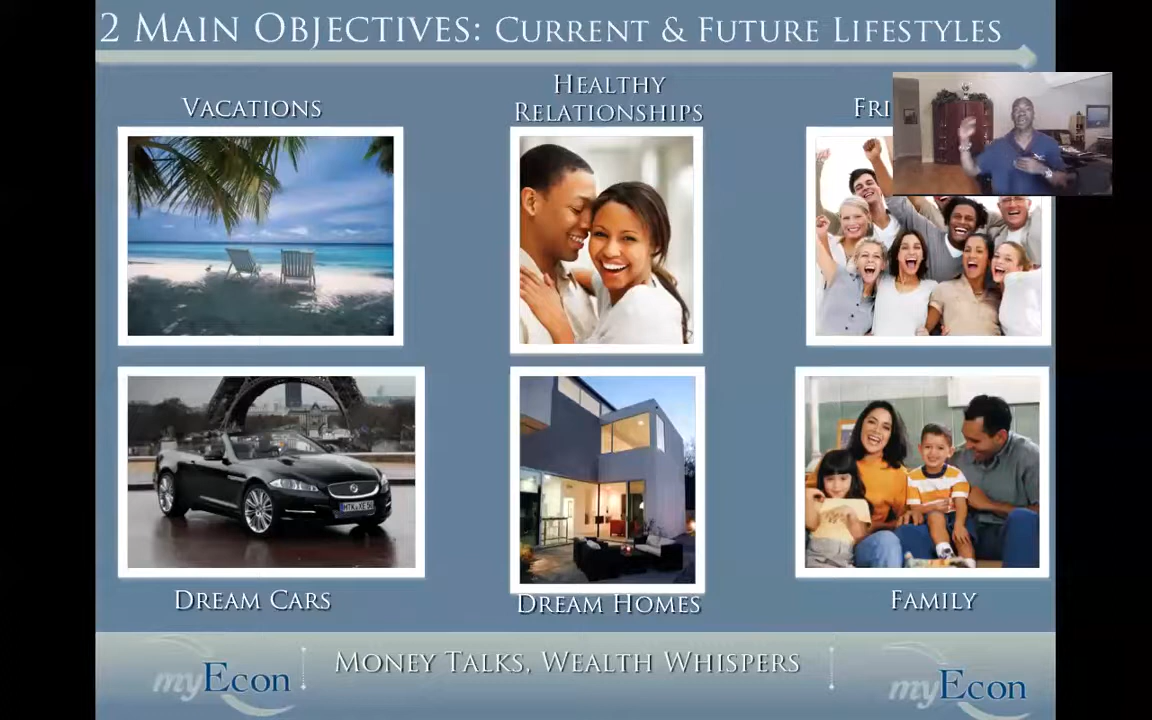 2 Main Objectives: Current & Future Lifestyles
Vacations
Healthy
Relationships
Fri
Dream Cars
Dream Homes
Family
myEcon
Money Talks, Wealth Whispers
myEcon